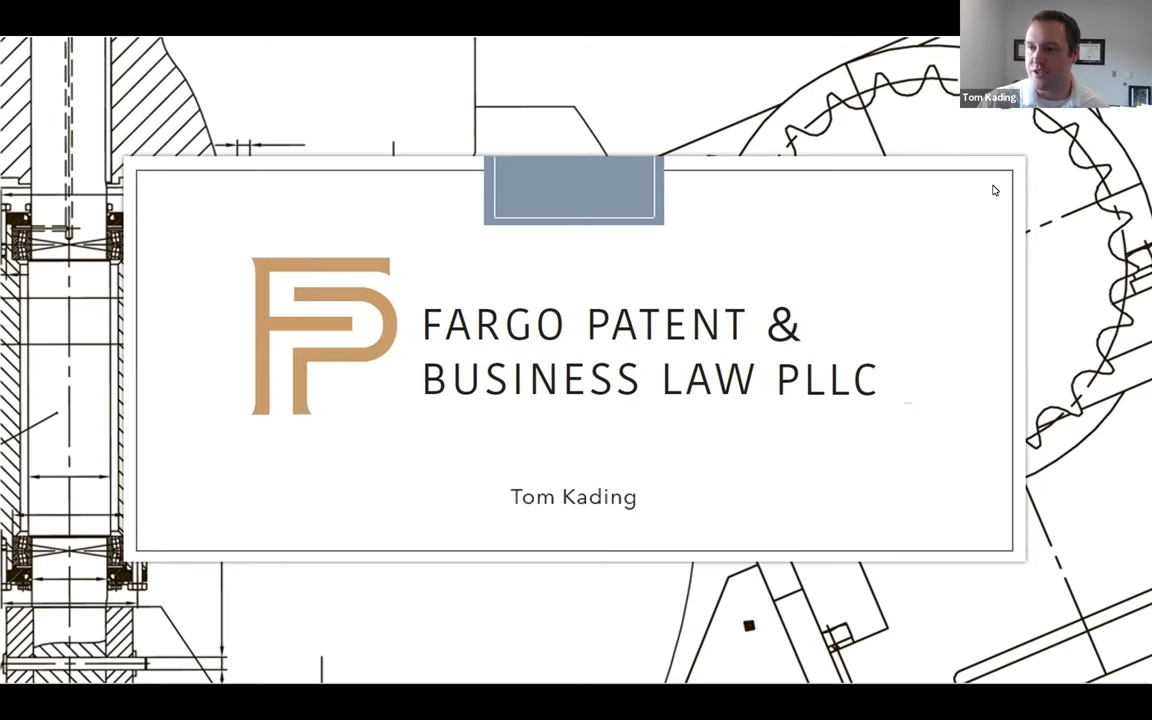 Tom Kading
FARGO PATENT &
BUSINESS LAW PLLC
Tom Kading